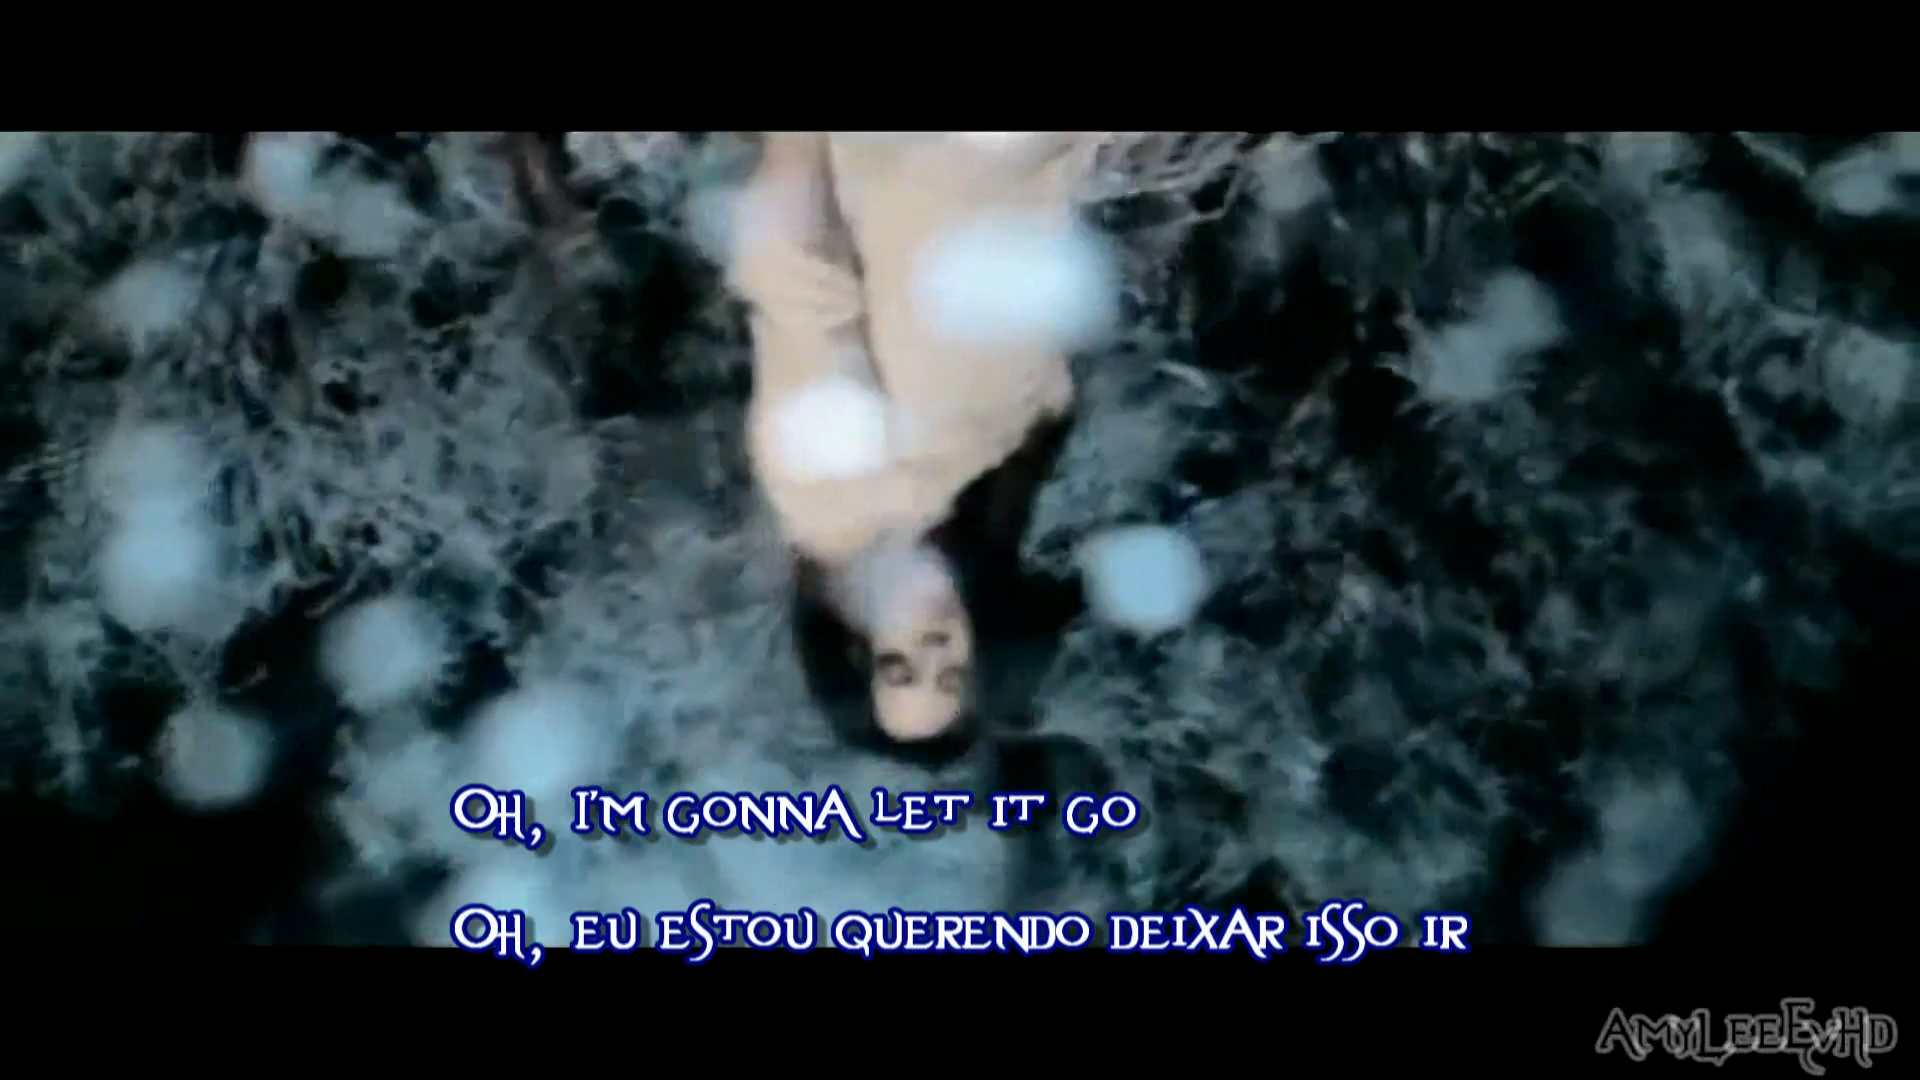 Oh, I'm gonna let it go
Oh, eu estou querendo deixar isso ir
AmyLeeEvHD